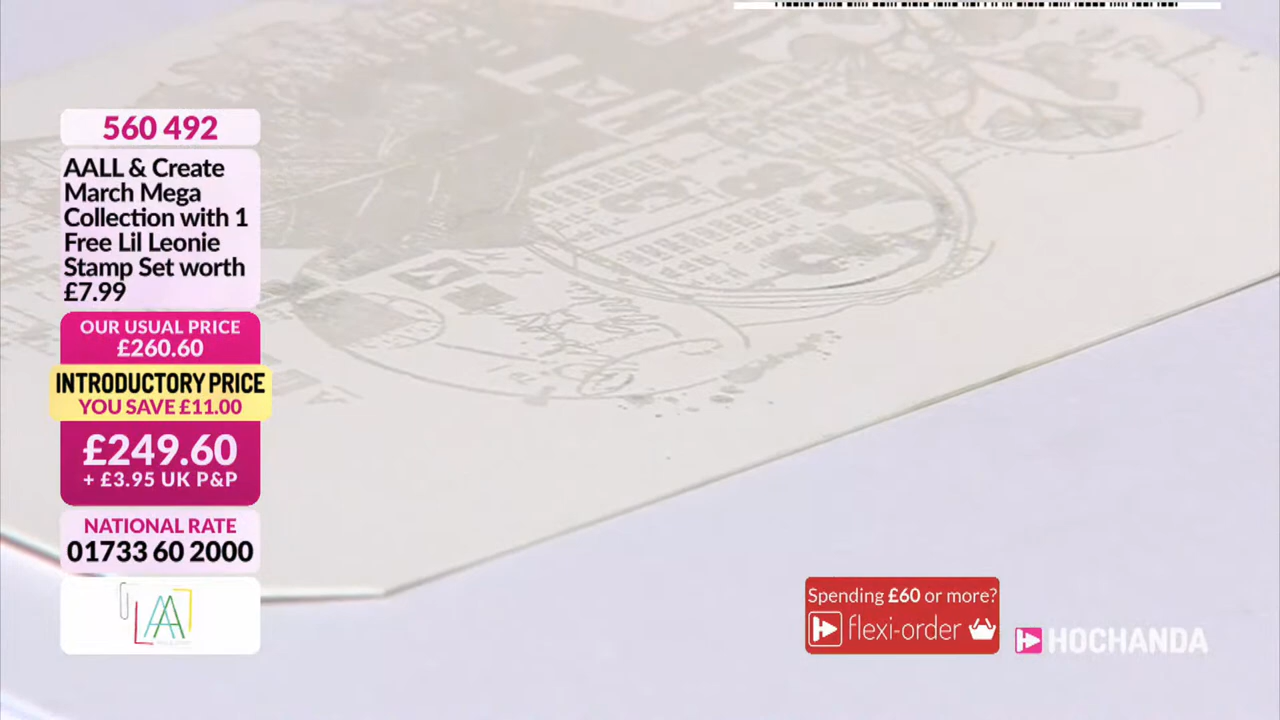 560 492
AALL & Create
March Mega
Collection with 1
Free Lil Leonie
Stamp Set worth
£7.99
OUR USUAL PRICE
£260.60
INTRODUCTORY PRICE
YOU SAVE £11.00
£249.60
+ £3.95 UK P&P
NATIONAL RATE
01733 60 2000
AA
Spending £60 or more?
flexi-order
HOCHANDA